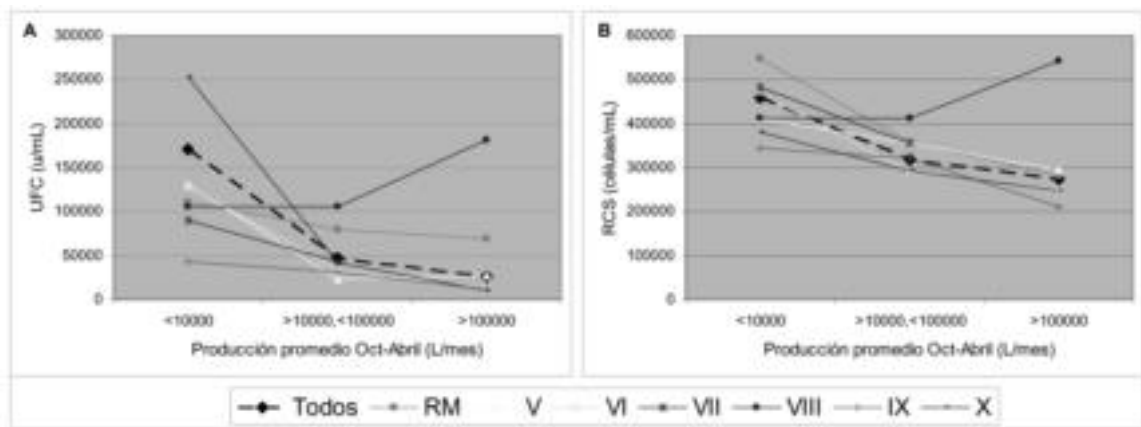 A
300000
250000
200000
150000
100000
50000
0
UFC (u/mL)
<10000
>10000,<100000
>100000
Producción promedio Oct-Abril (L/mes)
B
600000
500000
400000
300000
200000
100000
0
RCS (células/mL)
<10000
>10000,<100000
>100000
Producción promedio Oct-Abril (L/mes)
Todos RM V VI VII VIII IX X